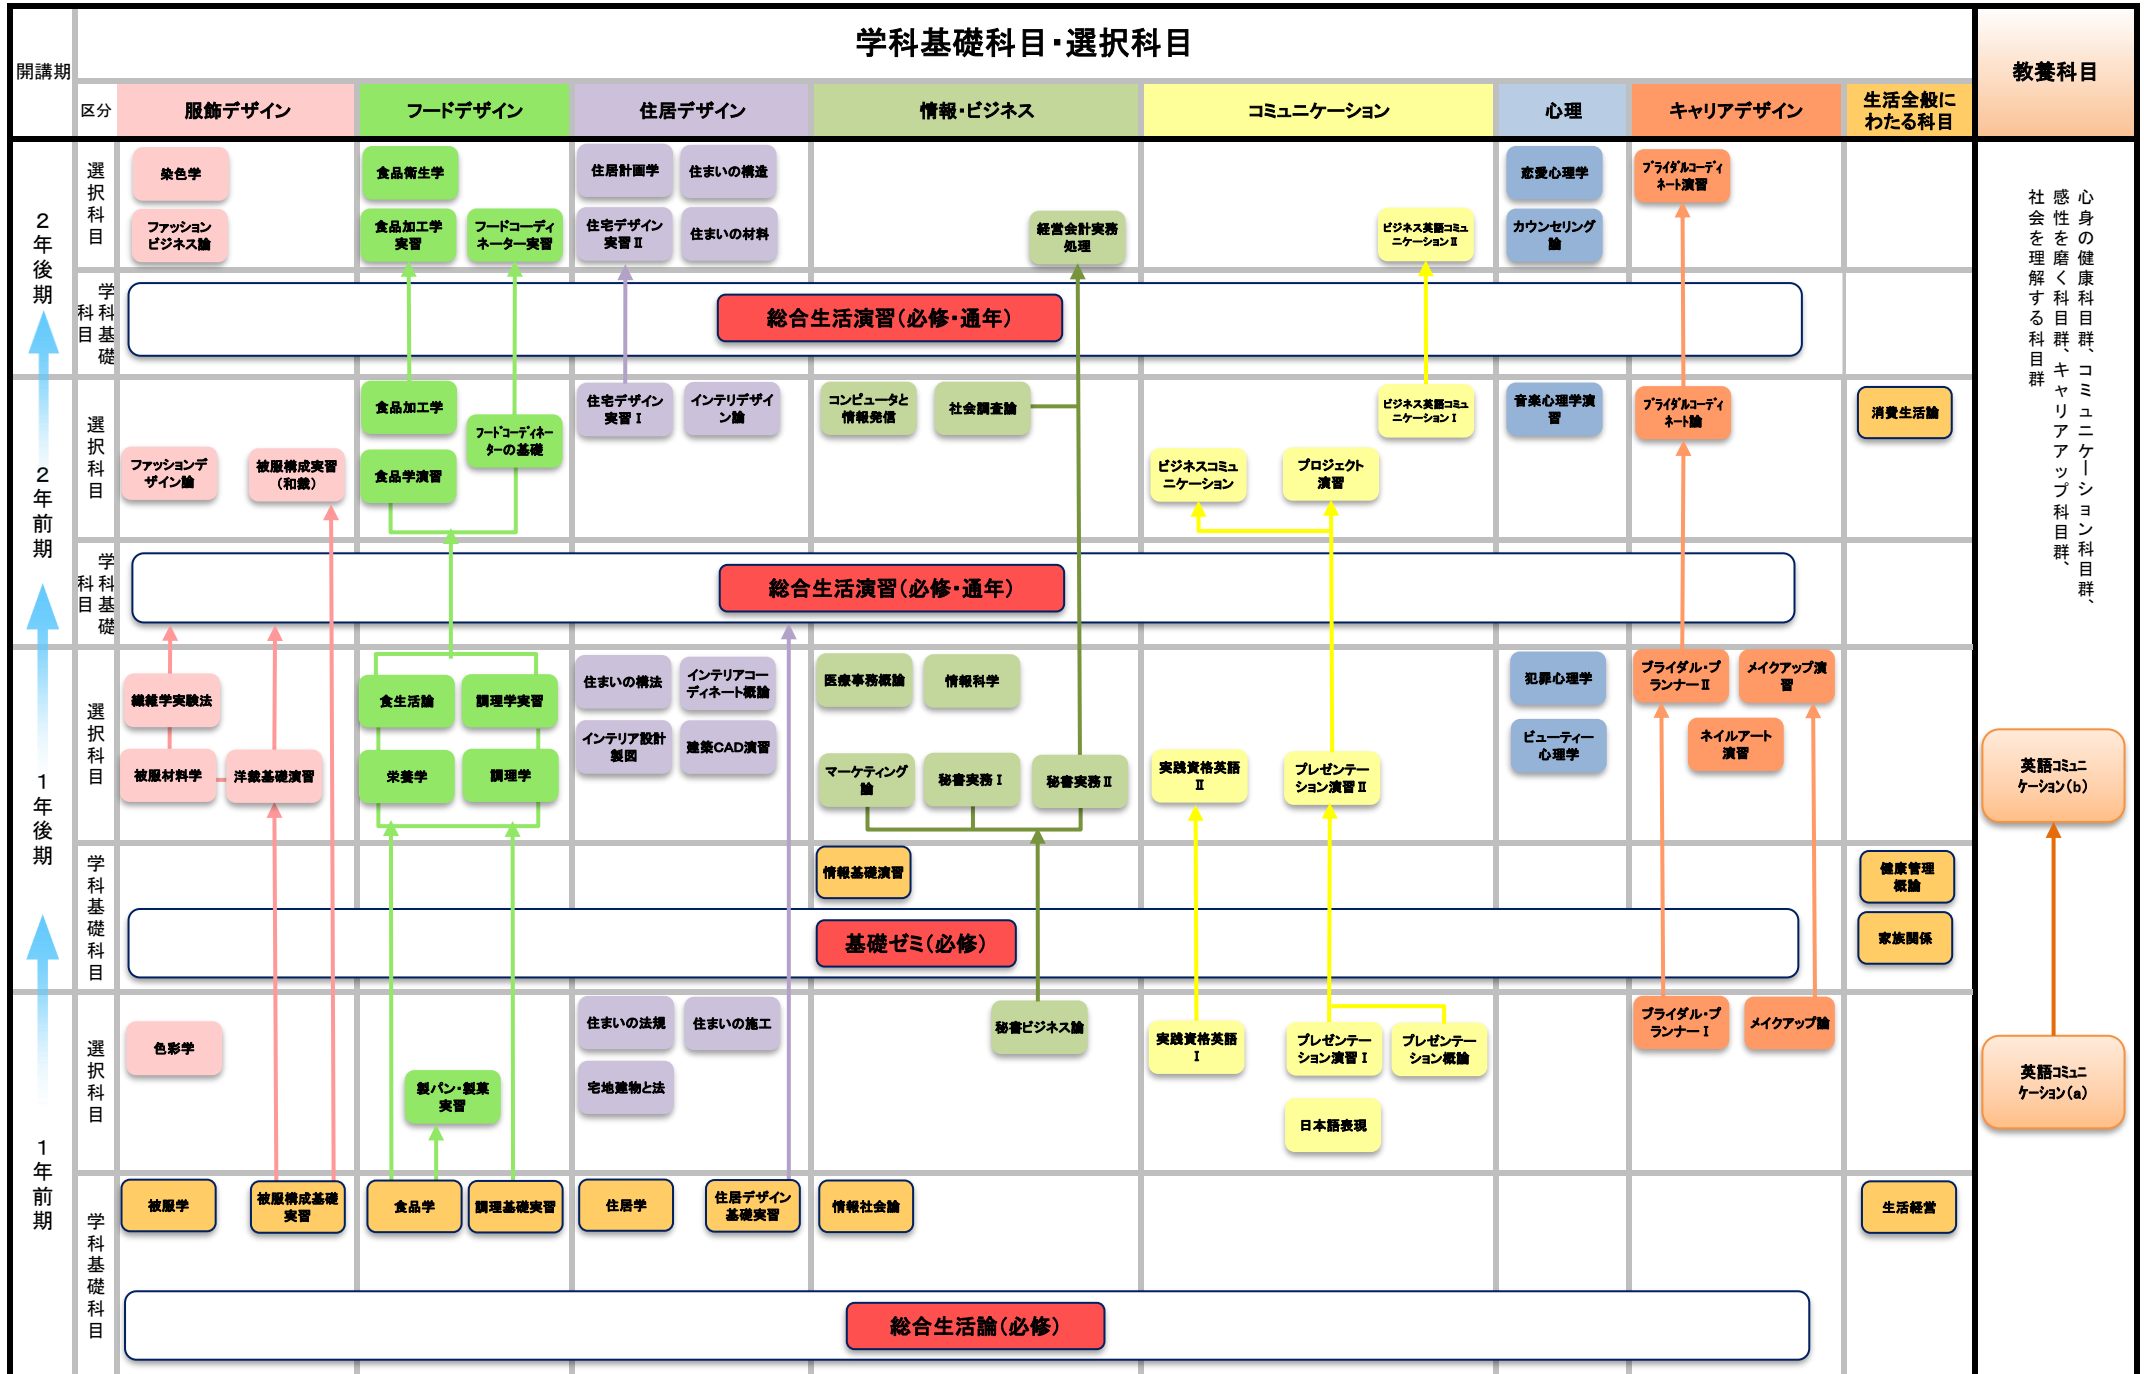 学科基礎科目・選択科目
開講期
区分
服飾デザイン
フードデザイン
住居デザイン
情報・ビジネス
コミュニケーション
心理
キャリアデザイン
生活全般に
わたる科目
教養科目
2年後期
選択科目
染色学
ファッション
ビジネス論
食品衛生学
食品加工学
実習
フードコーディ
ネーター実習
住居計画学
住まいの構造
住宅デザイン
実習Ⅱ
住まいの材料
経営会計実務
処理
ビジネス英語コミュ
ニケーションⅡ
恋愛心理学
カウンセリング
論
ブライダルコーディ
ネート演習
学科基礎
科目
総合生活演習(必修・通年)
2年前期
選択科目
ファッションデ
ザイン論
被服構成実習
(和裁)
食品加工学
フードコーディネー
ターの基礎
食品学演習
住宅デザイン
実習Ⅰ
インテリデザイ
ン論
コンピュータと
情報発信
社会調査論
ビジネス英語コミュ
ニケーションⅠ
ビジネスコミュ
ニケーション
プロジェクト
演習
音楽心理学演
習
ブライダルコーディ
ネート論
消費生活論
学科基礎
科目
総合生活演習(必修・通年)
1年後期
選択科目
繊維学実験法
被服材料学
洋裁基礎演習
食生活論
調理学実習
栄養学
調理学
住まいの構法
インテリアコー
ディネート概論
インテリア設計
製図
建築CAD演習
医療事務概論
情報科学
マーケティング
論
秘書実務Ⅰ
秘書実務Ⅱ
実践資格英語
Ⅱ
プレゼンテー
ション演習Ⅱ
犯罪心理学
ビューティー
心理学
ブライダル・プ
ランナーⅡ
メイクアップ演
習
ネイルアート
演習
学科基礎科目
情報基礎演習
基礎ゼミ(必修)
健康管理
概論
家族関係
1年前期
選択科目
色彩学
製パン・製菓
実習
住まいの法規
住まいの施工
宅地建物と法
秘書ビジネス論
実践資格英語
Ⅰ
プレゼンテー
ション演習Ⅰ
プレゼンテー
ション概論
日本語表現
ブライダル・プ
ランナーⅠ
メイクアップ論
学科基礎科目
被服学
被服構成基礎
実習
食品学
調理基礎実習
住居学
住居デザイン
基礎実習
情報社会論
生活経営
総合生活論(必修)
心身の健康科目群、コミュニケーション科目群、
感性を磨く科目群、キャリアアップ科目群、
社会を理解する科目群
英語コミュニ
ケーション(b)
英語コミュニ
ケーション(a)